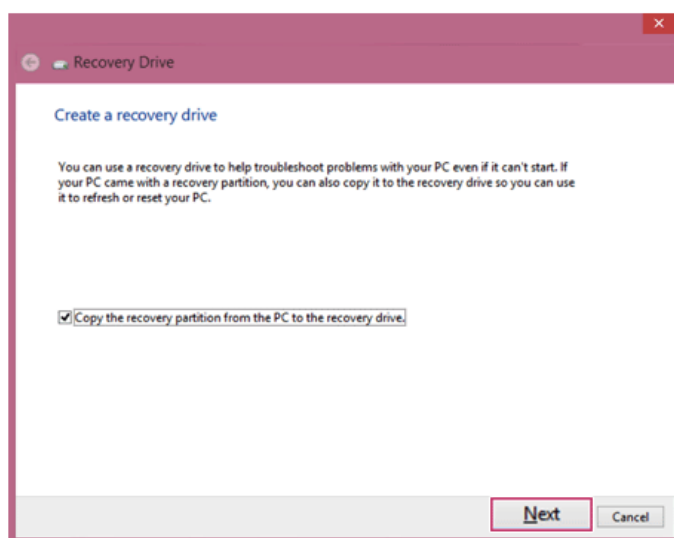 Recovery Drive
Create a recovery drive
You can use a recovery drive to help troubleshoot problems with your PC even if it can't start. If
your PC came with a recovery partition, you can also copy it to the recovery drive so you can use
it to refresh or reset your PC.
Copy the recovery partition from the PC to the recovery drive.
Next
Cancel